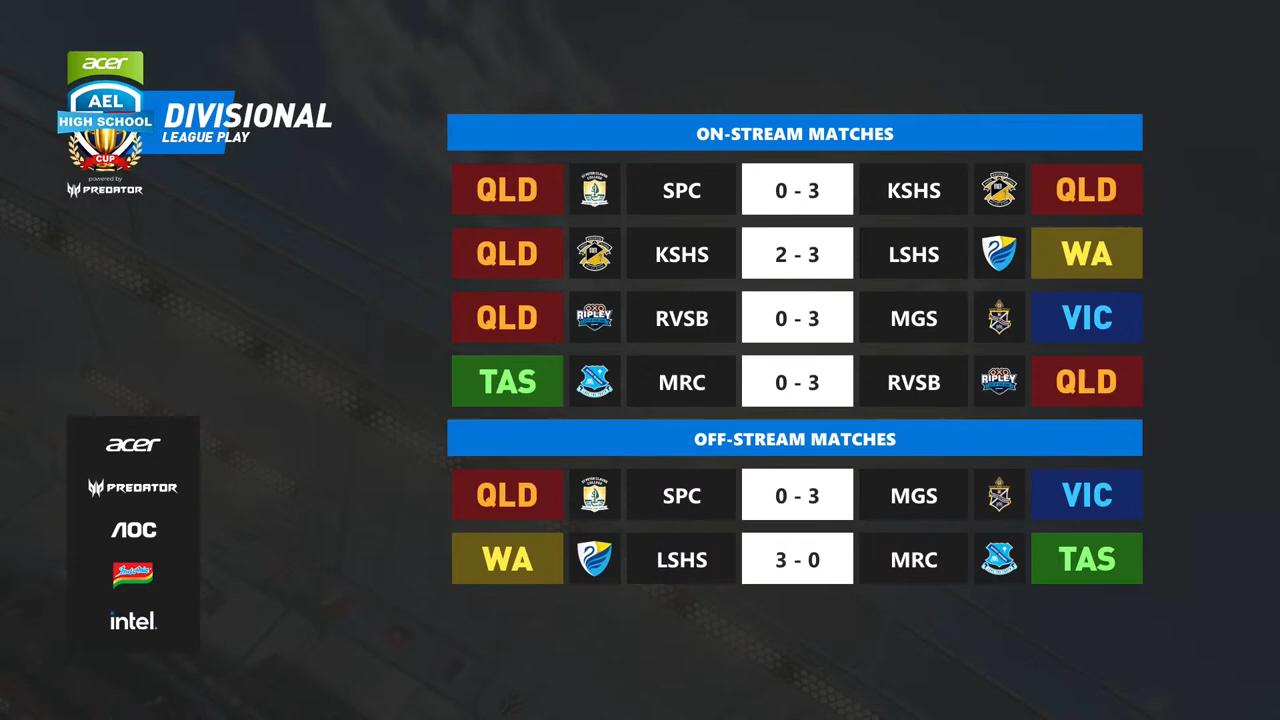 acer
AEL
HIGH SCHOOL
CUP
powered by
PREDATOR
DIVISIONAL
LEAGUE PLAY
ON-STREAM MATCHES
QLD SPC 0 - 3 KSHS QLD
QLD KSHS 2 - 3 LSHS WA
QLD RIPLEY RVSB 0 - 3 MGS VIC
TAS MRC 0 - 3 RVSB RIPLEY QLD
OFF-STREAM MATCHES
QLD SPC 0 - 3 MGS VIC
WA LSHS 3 - 0 MRC TAS
acer
PREDATOR
AOC
Indomie
intel.